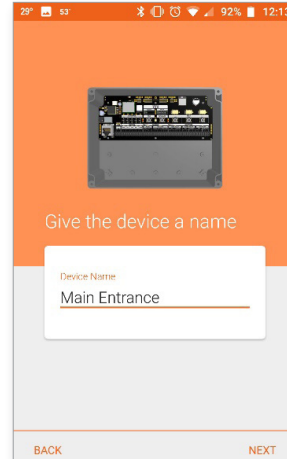 29° 53° 92% 12:13
Give the device a name
Device Name
Main Entrance
BACK NEXT